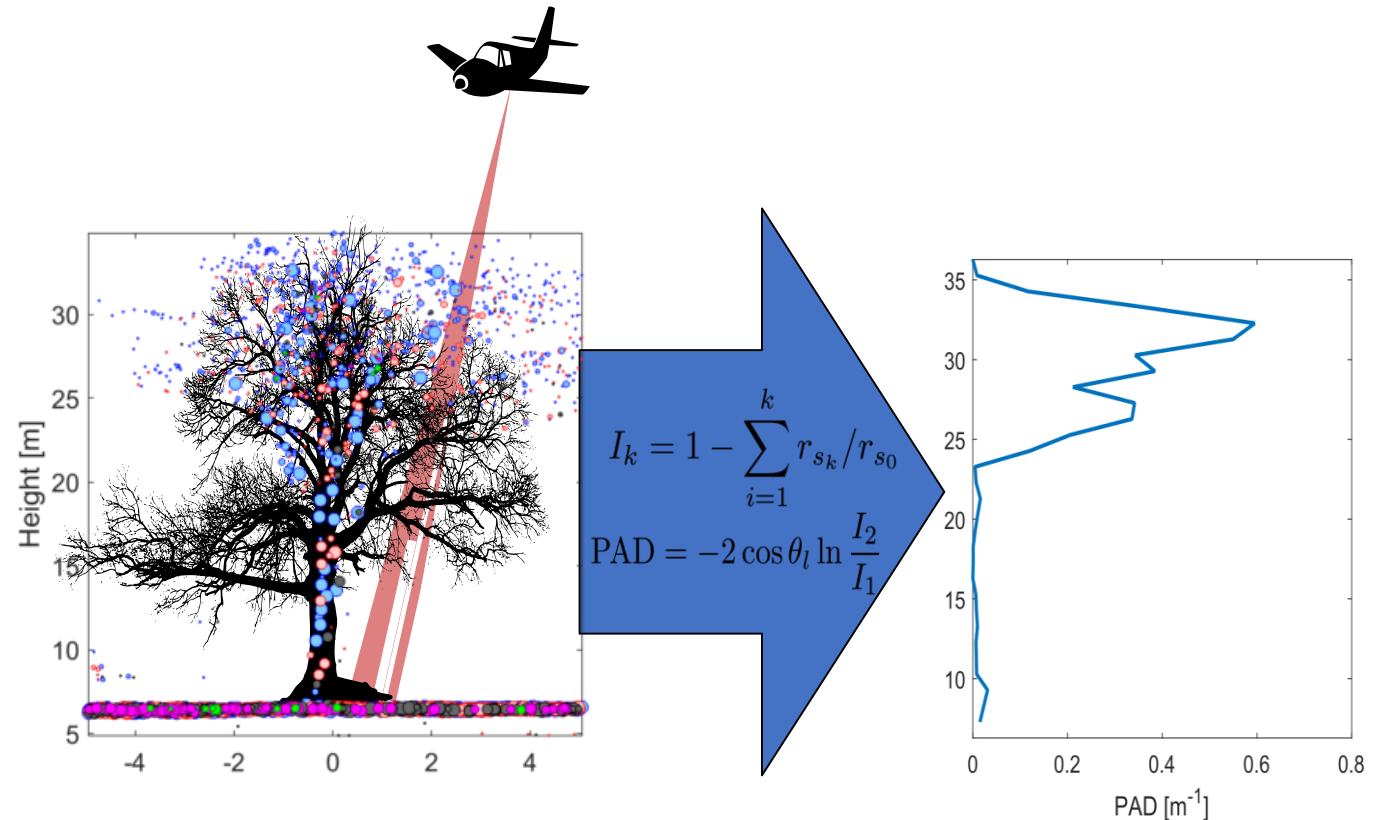 Height [m]
30
25
20
15
10
5
-4 -2 0 2 4
I_k = 1 - \sum_{i=1}^{k} r_{s_k}/r_{s_0}
PAD = -2 cos θ_l ln \frac{I_2}{I_1}
35
30
25
20
15
10
0 0.2 0.4 0.6 0.8
PAD [m^{-1}]